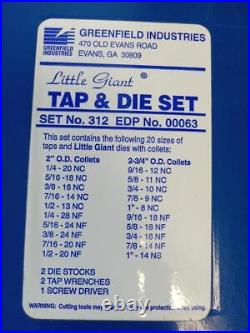 GREENFIELD INDUSTRIES
470 OLD EVANS ROAD
EVANS, GA 30809
GREENFIELD
INDUSTRIES
Little Giant ®
TAP & DIE SET
SET No. 312 EDP No. 00063
This set contains the following 20 sizes of
taps and Little Giant dies with collets:
2" O.D. Collets
1/4 - 20 NC
5/16 - 18 NC
3/8 - 16 NC
7/16 - 14 NC
1/2 - 13 NC
1/4 - 28 NF
5/16 - 24 NF
3/8 - 24 NF
7/16 - 20 NF
1/2 - 20 NF
2-3/4" O.D. Collets
9/16 - 12 NC
5/8 - 11 NC
3/4 - 10 NC
7/8 - 9 NC
1" - 8 NC
9/16 - 18 NF
5/8 - 18 NF
3/4 - 16 NF
7/8 - 14 NF
1" - 14 NS
2 DIE STOCKS
2 TAP WRENCHES
1 SCREW DRIVER
WARNING: Cutting tools may